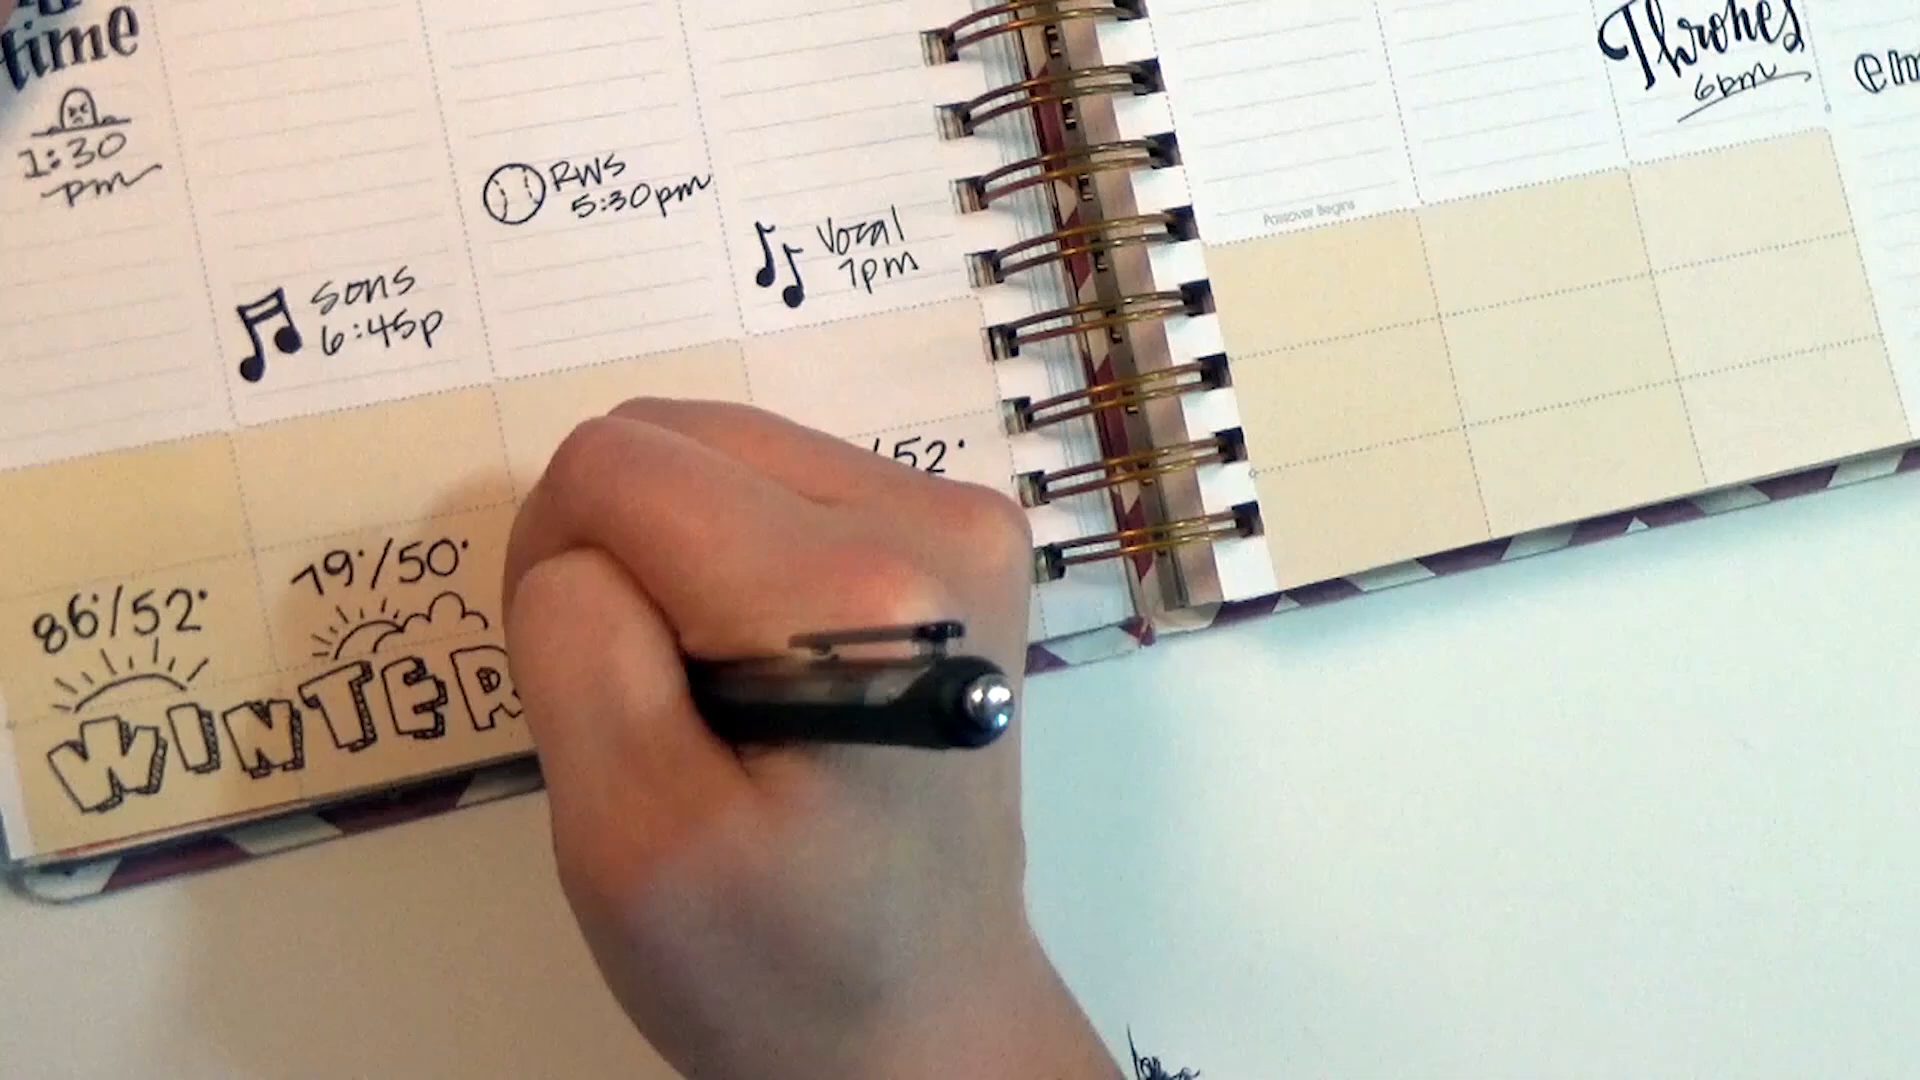 time
1:30
pm
sons
6:45p
RWS
5:30pm
Vocal
7pm
Thrones
6pm
Passover Begins
86°/52°
79°/50°
/52°
WINTER